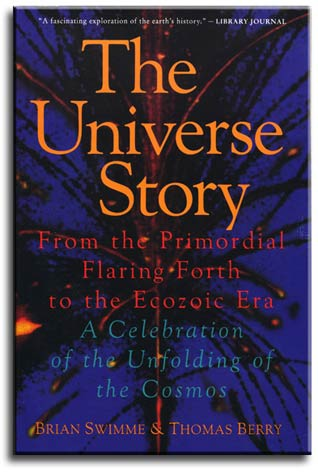 "A fascinating exploration of the earth's history." — LIBRARY JOURNAL
The
Universe
Story
From the Primordial
Flaring Forth
to the Ecozoic Era
A Celebration
of the Unfolding of
the Cosmos
BRIAN SWIMME & THOMAS BERRY